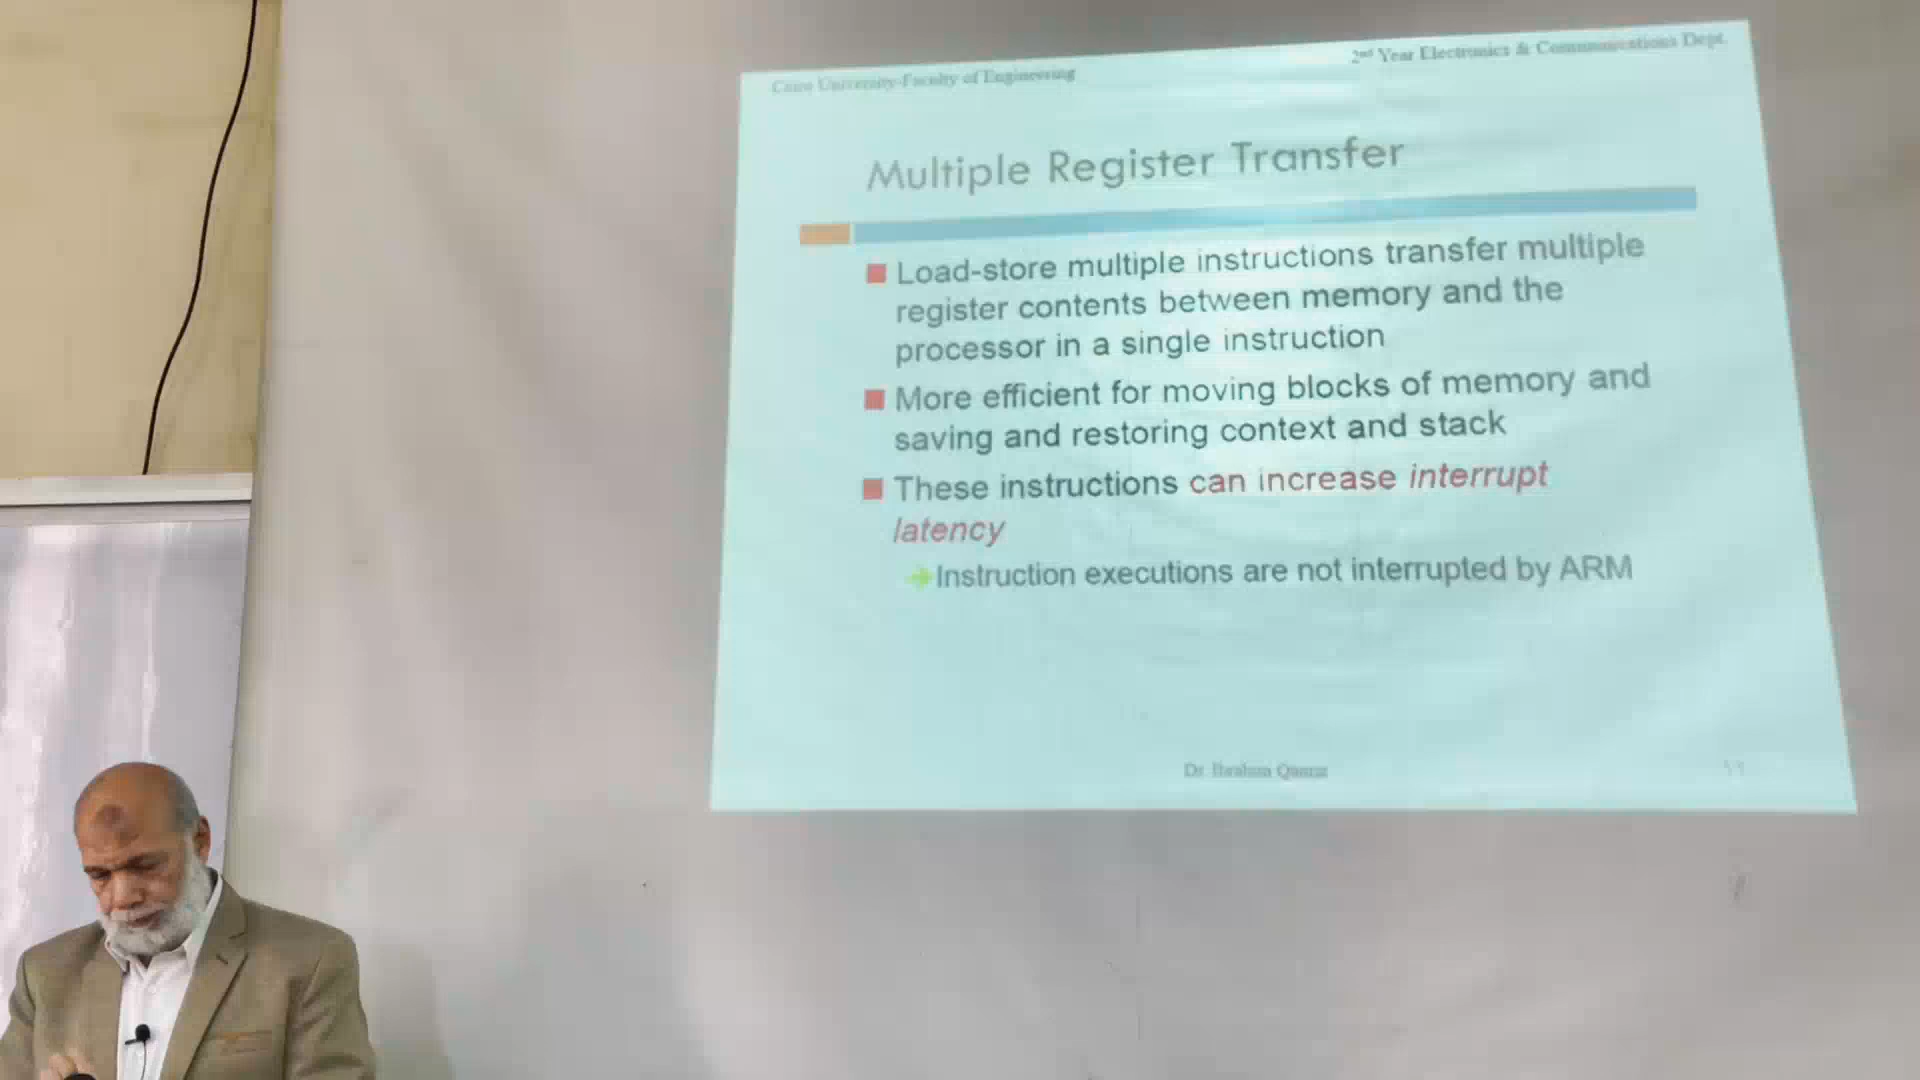 Cairo University-Faculty of Engineering
2nd Year Electronics & Communications Dept.
Multiple Register Transfer
Load-store multiple instructions transfer multiple
register contents between memory and the
processor in a single instruction
More efficient for moving blocks of memory and
saving and restoring context and stack
These instructions can increase interrupt
latency
Instruction executions are not interrupted by ARM
Dr. Ibrahim Qamar